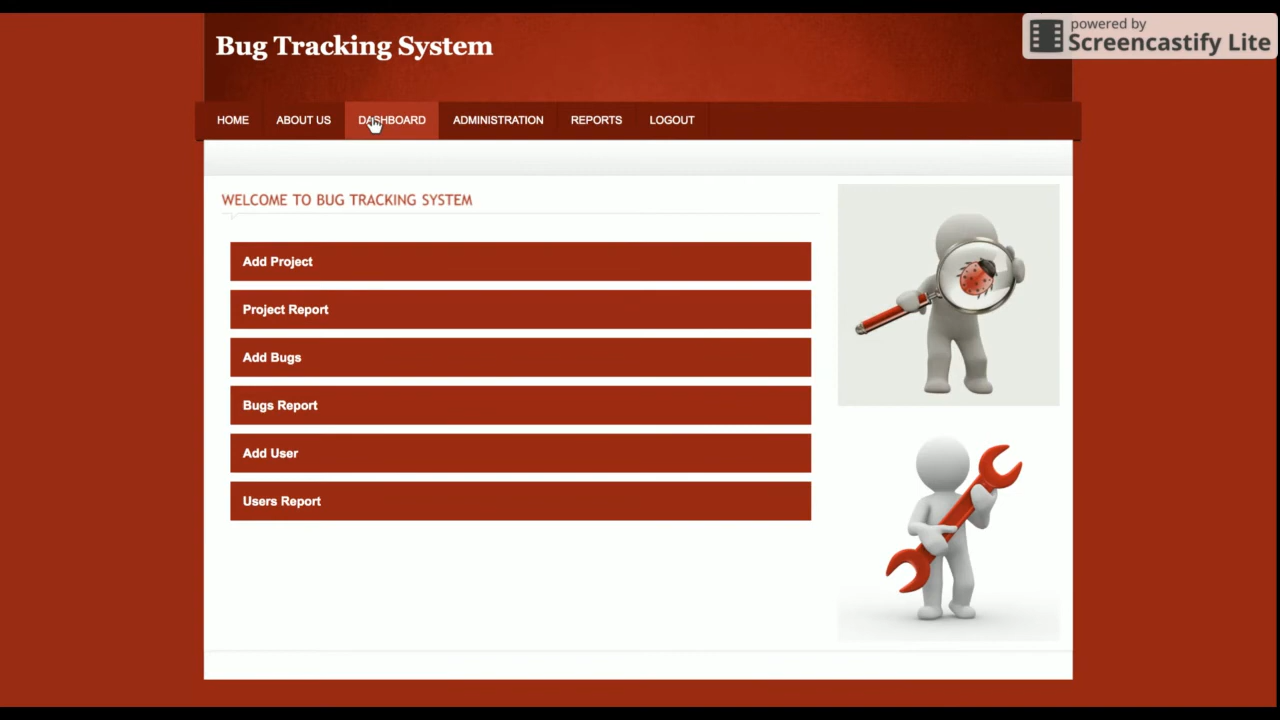 Bug Tracking System
powered by
Screencastify Lite
HOME ABOUT US DASHBOARD ADMINISTRATION REPORTS LOGOUT
WELCOME TO BUG TRACKING SYSTEM
Add Project
Project Report
Add Bugs
Bugs Report
Add User
Users Report